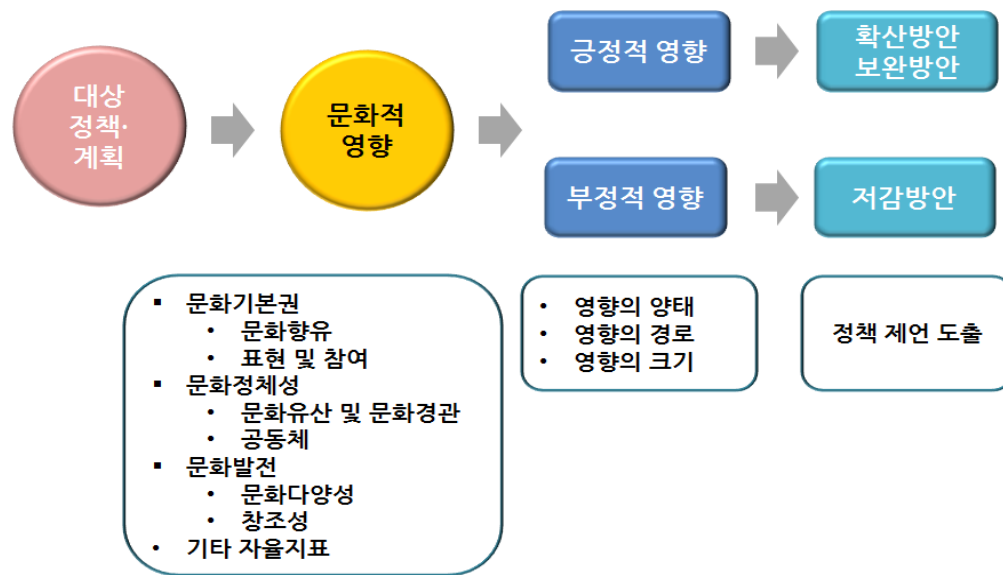 대상
정책·
계획
문화적
영향
긍정적 영향
확산방안
보완방안
부정적 영향
저감방안
▪ 문화기본권
• 문화향유
• 표현 및 참여
▪ 문화정체성
• 문화유산 및 문화경관
• 공동체
▪ 문화발전
• 문화다양성
• 창조성
• 기타 자율지표
• 영향의 양태
• 영향의 경로
• 영향의 크기
정책 제언 도출